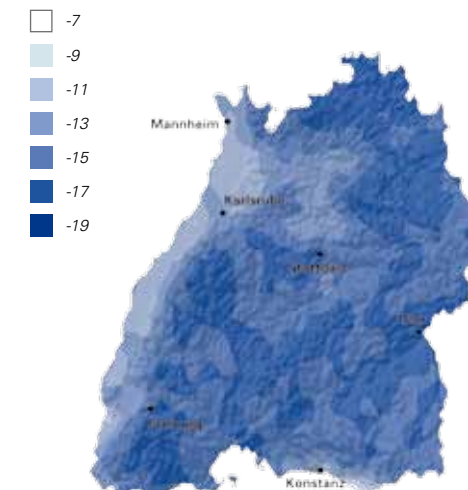 -7
-9
-11
-13
-15
-17
-19
Mannheim
Karlsruhe
Stuttgart
Ulm
Freiburg
Konstanz